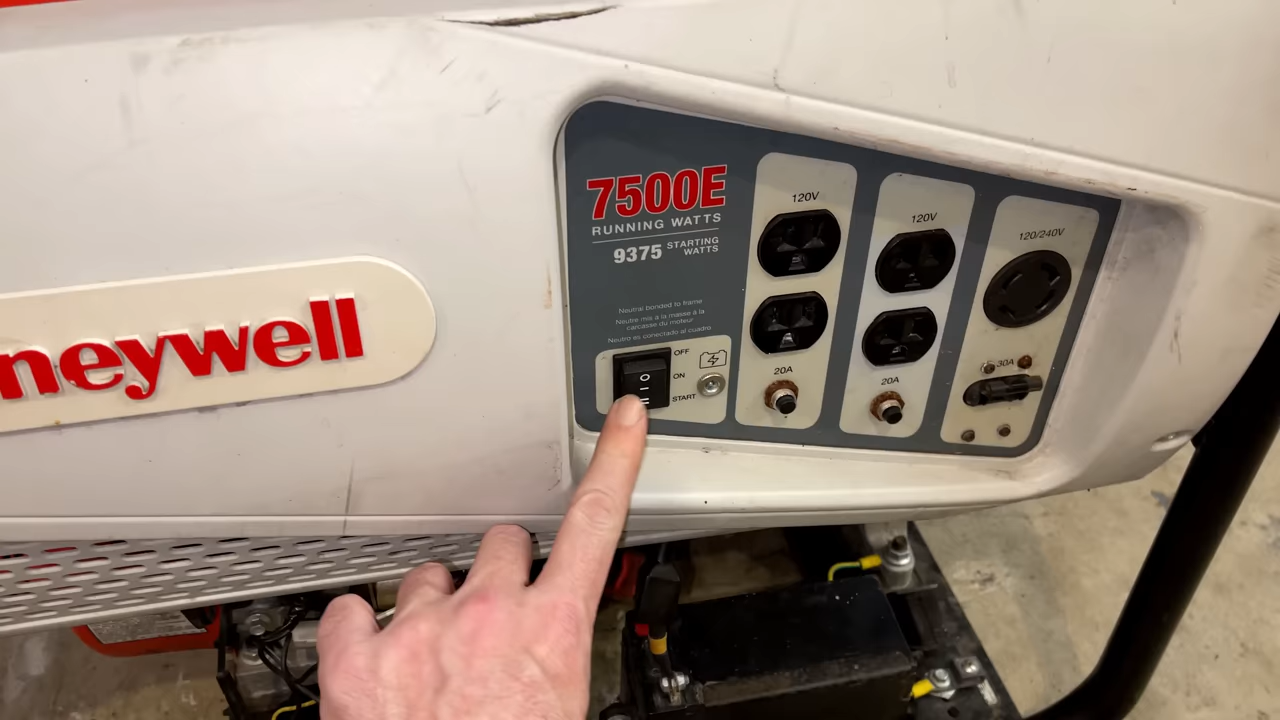 neywell
7500E
RUNNING WATTS
9375 STARTING WATTS
Neutral bonded to frame
Neutre mis à la masse à la
carcasse du moteur
Neutro es conectado al cuadro
OFF
ON
START
120V
20A
120V
20A
120/240V
30A